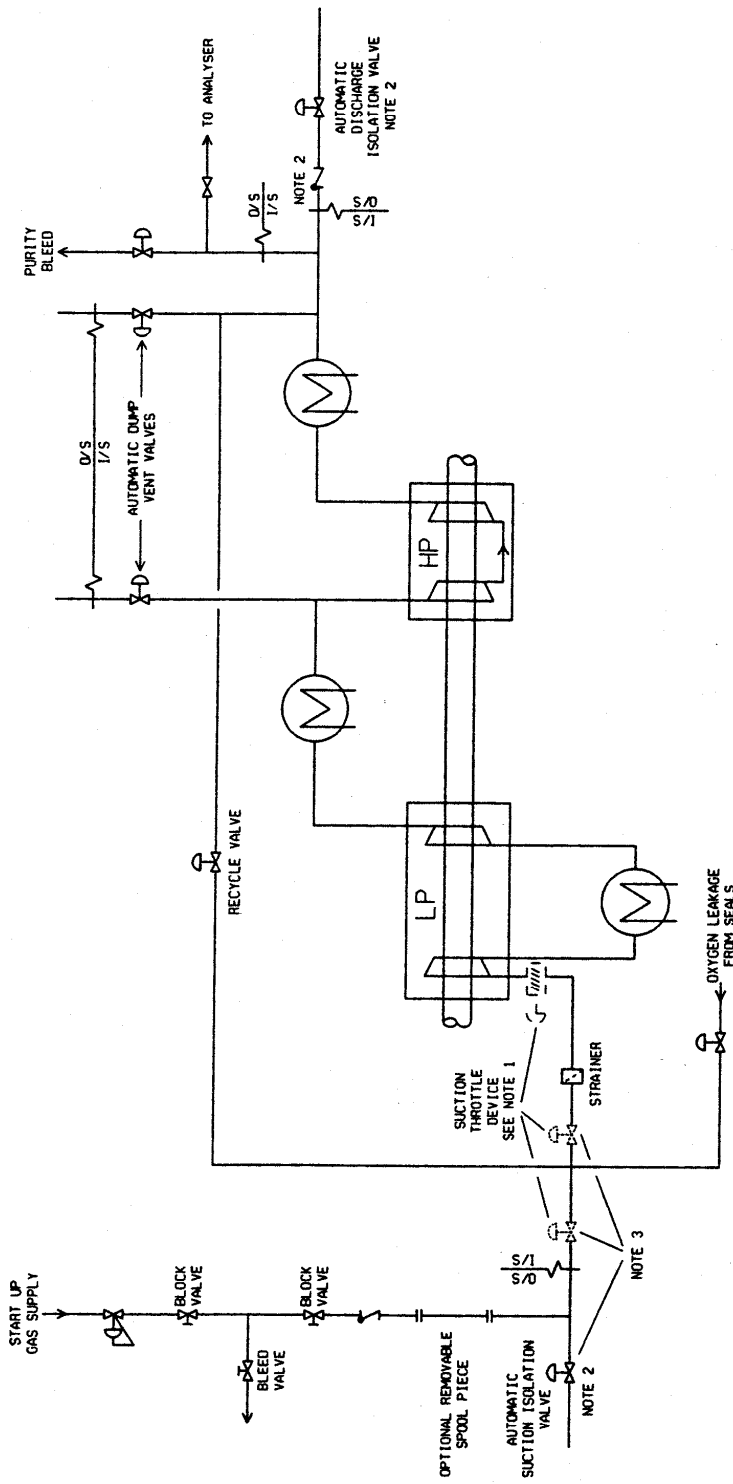 START UP
GAS SUPPLY
BLOCK
VALVE
BLEED
VALVE
BLOCK
VALVE
OPTIONAL REMOVABLE
SPOOL PIECE
AUTOMATIC
SUCTION ISOLATION
VALVE
NOTE 2
O/S
I/S
NOTE 3
SUCTION
THROTTLE
DEVICE
SEE NOTE 1
STRAINER
OXYGEN LEAKAGE
FROM SEALS
RECYCLE VALVE
LP
HP
O/S
I/S
AUTOMATIC DUMP
VENT VALVES
PURITY
BLEED
TO ANALYSER
O/S
I/S
I/S
O/S
NOTE 2
AUTOMATIC
DISCHARGE
ISOLATION VALVE
NOTE 2